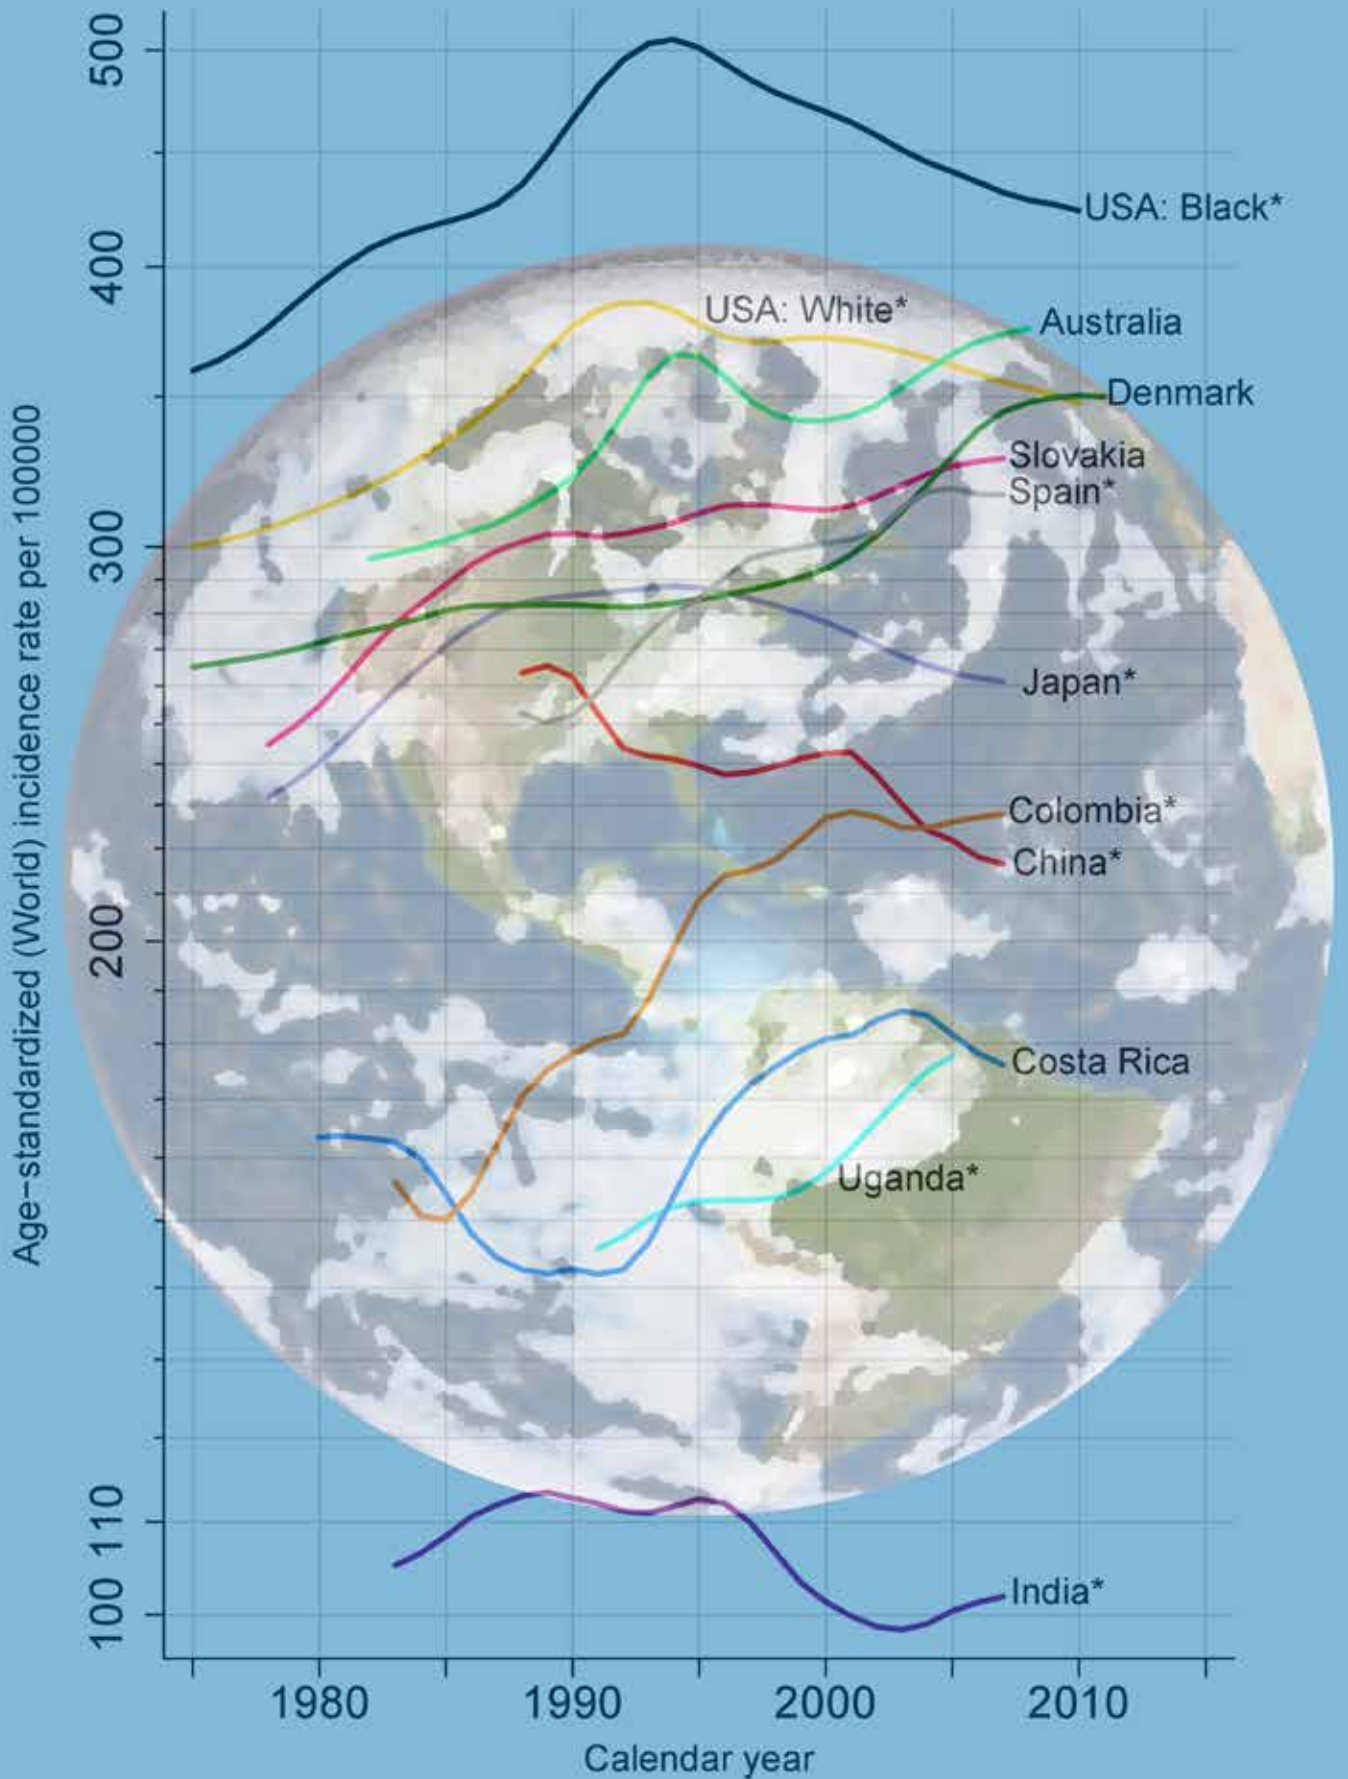 500
400
300
200
110
100
Age-standardized (World) incidence rate per 100000
USA: Black*
USA: White*
Australia
Denmark
Slovakia
Spain*
Japan*
Colombia*
China*
Costa Rica
Uganda*
India*
1980 1990 2000 2010
Calendar year